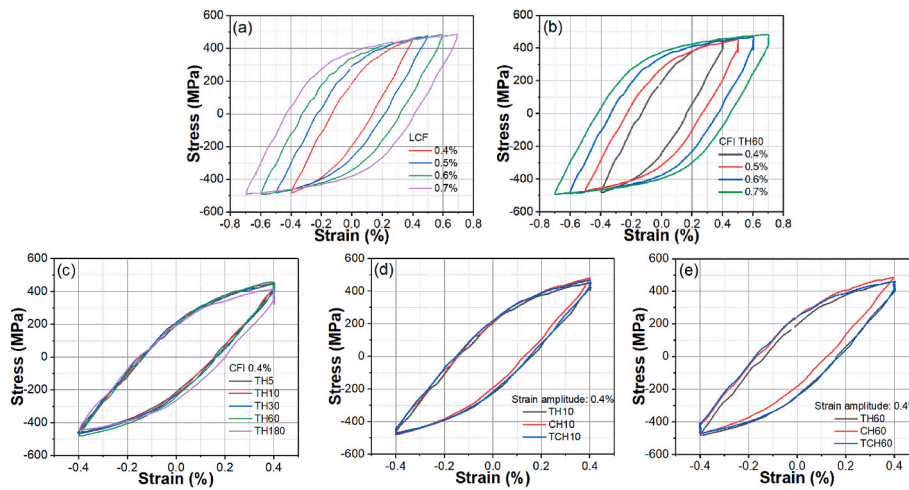 (a)
Stress (MPa)
600
400
200
0
-200
-400
-600
LCF
0.4%
0.5%
0.6%
0.7%
-0.8 -0.6 -0.4 -0.2 0.0 0.2 0.4 0.6 0.8
Strain (%)
(b)
Stress (MPa)
600
400
200
0
-200
-400
-600
CFI TH60
0.4%
0.5%
0.6%
0.7%
-0.8 -0.6 -0.4 -0.2 0.0 0.2 0.4 0.6 0.8
Strain (%)
(c)
Stress (MPa)
600
400
200
0
-200
-400
-600
CFI 0.4%
TH5
TH10
TH30
TH60
TH180
-0.4 -0.2 0.0 0.2 0.4
Strain (%)
(d)
Stress (MPa)
600
400
200
0
-200
-400
-600
Strain amplitude: 0.4%
TH10
CH10
TCH10
-0.4 -0.2 0.0 0.2 0.4
Strain (%)
(e)
Stress (MPa)
600
400
200
0
-200
-400
-600
Strain amplitude: 0.4
TH60
CH60
TCH60
-0.4 -0.2 0.0 0.2 0.4
Strain (%)